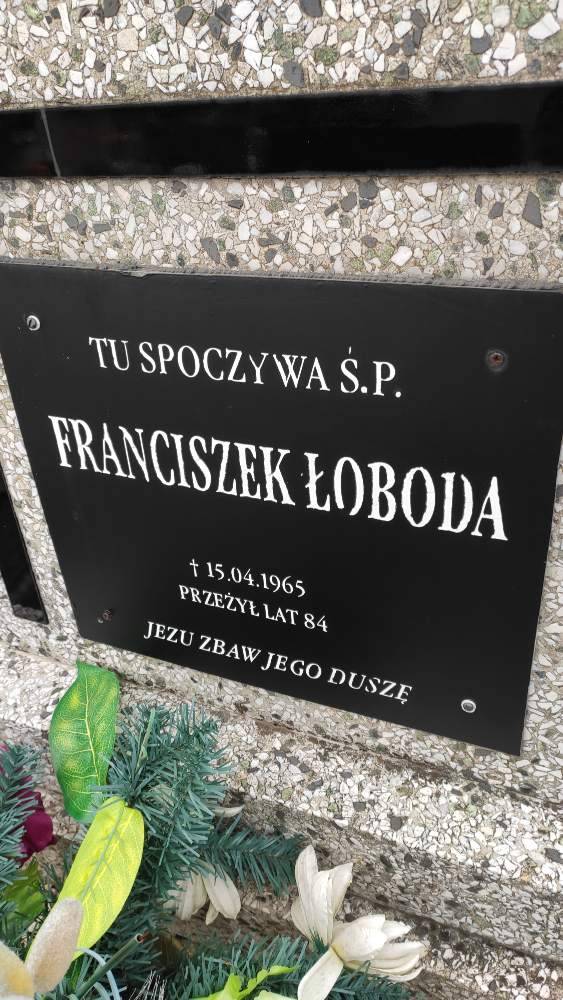 TU SPOCZYWA Ś.P.
FRANCISZEK ŁOBODA
† 15.04.1965
PRZEŻYŁ LAT 84
JEZU ZBAW JEGO DUSZĘ